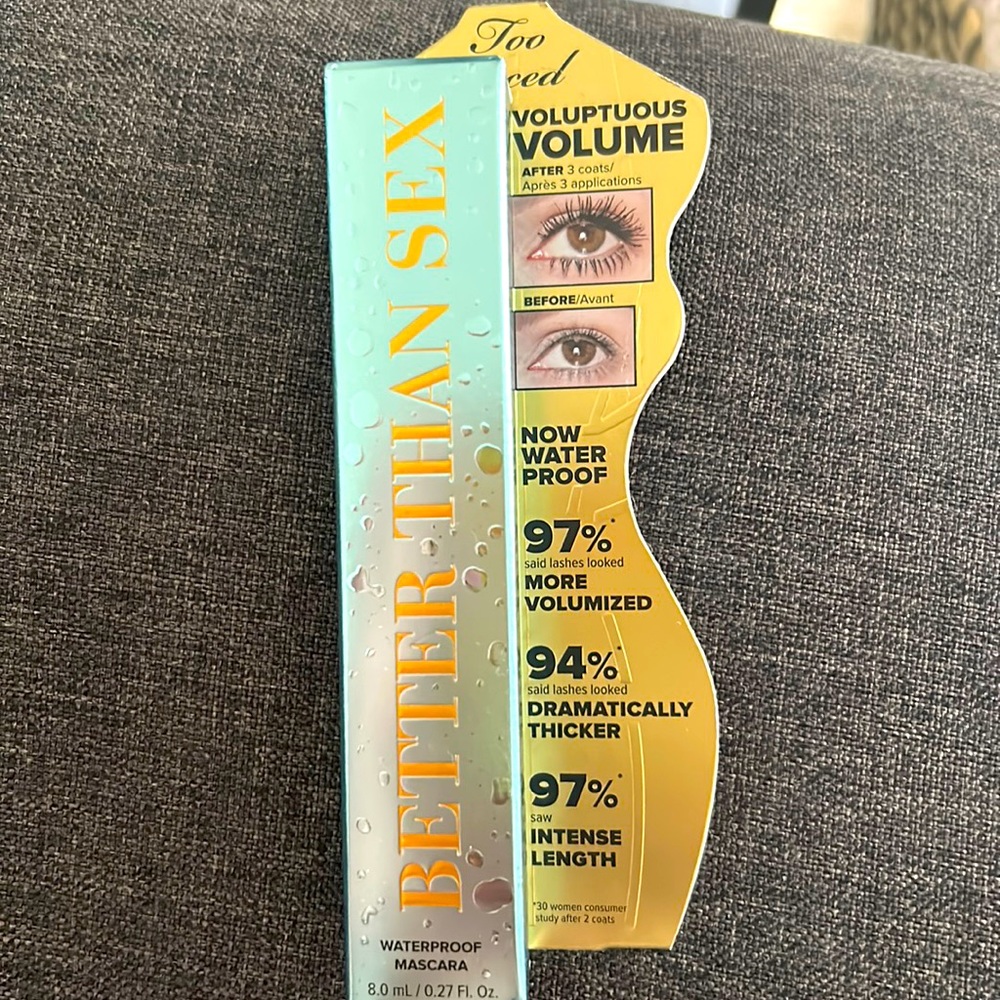 BETTER THAN SEX
WATERPROOF
MASCARA
8.0 mL / 0.27 Fl. Oz.
Too
VOLUPTUOUS
VOLUME
AFTER 3 coats/
Après 3 applications
BEFORE/Avant
NOW
WATER
PROOF
97%*
said lashes looked
MORE
VOLUMIZED
94%*
said lashes looked
DRAMATICALLY
THICKER
97%*
saw
INTENSE
LENGTH
*30 women consumer
study after 2 coats